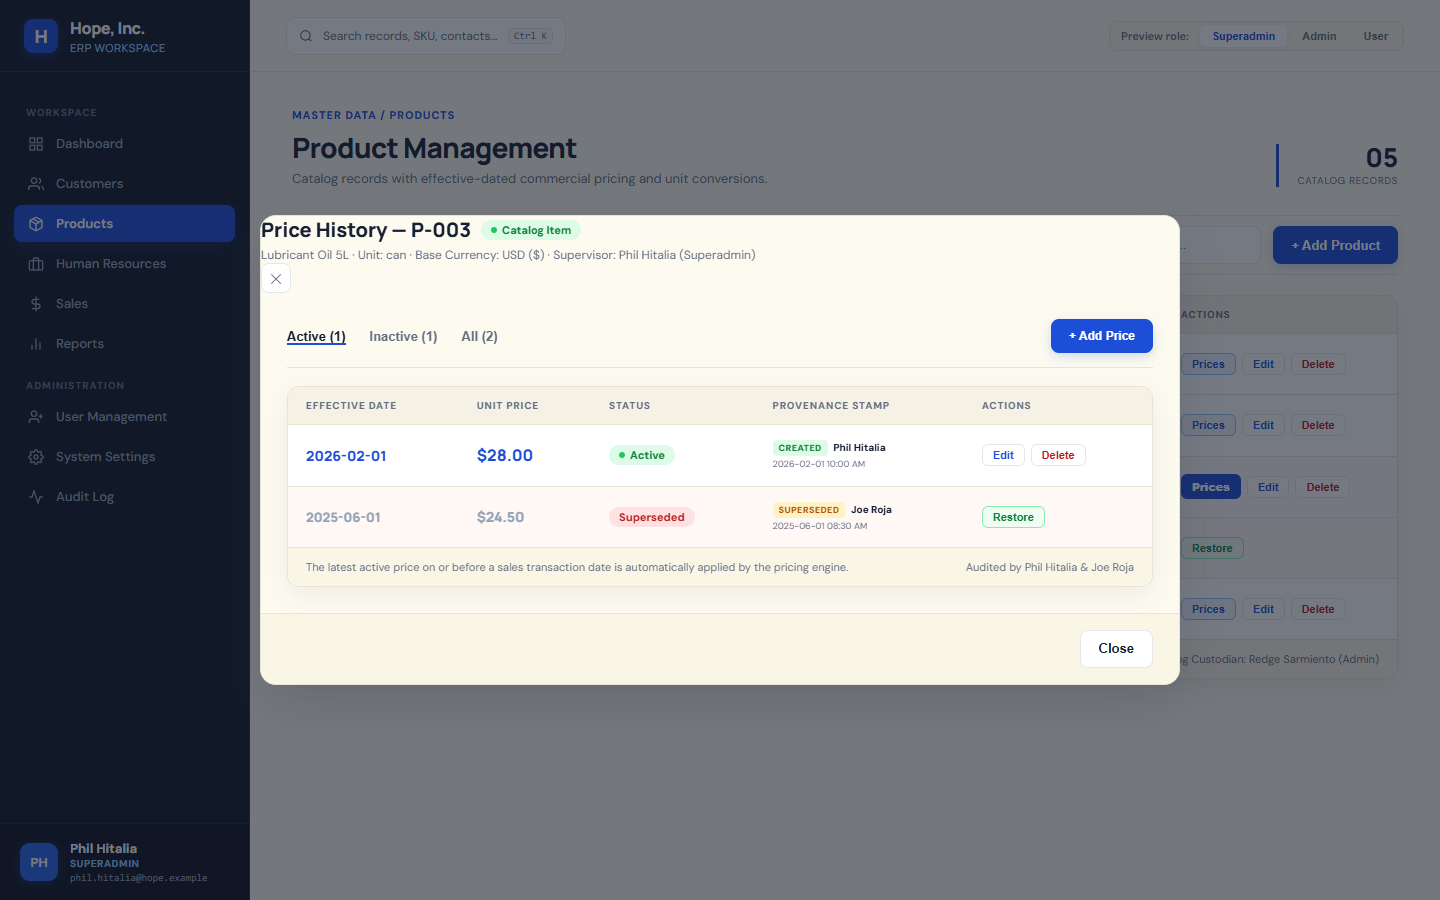 H
Hope, Inc.
ERP WORKSPACE
Search records, SKU, contacts... Ctrl K
Preview role: Superadmin Admin User
WORKSPACE
Dashboard
Customers
Products
Human Resources
Sales
Reports
ADMINISTRATION
User Management
System Settings
Audit Log
PH
Phil Hitalia
SUPERADMIN
phil.hitalia@hope.example
MASTER DATA / PRODUCTS
Product Management
Catalog records with effective-dated commercial pricing and unit conversions.
05
CATALOG RECORDS
+ Add Product
ACTIONS
Prices Edit Delete
Prices Edit Delete
Prices Edit Delete
Restore
Prices Edit Delete
Custodian: Redge Sarmiento (Admin)
Price History — P-003 Catalog Item
Lubricant Oil 5L · Unit: can · Base Currency: USD ($) · Supervisor: Phil Hitalia (Superadmin)
Active (1) Inactive (1) All (2) + Add Price
EFFECTIVE DATE UNIT PRICE STATUS PROVENANCE STAMP ACTIONS
2026-02-01 $28.00 Active CREATED Phil Hitalia Edit Delete
2026-02-01 10:00 AM
2025-06-01 $24.50 Superseded SUPERSEDED Joe Roja Restore
2025-06-01 08:30 AM
The latest active price on or before a sales transaction date is automatically applied by the pricing engine. Audited by Phil Hitalia & Joe Roja
Close